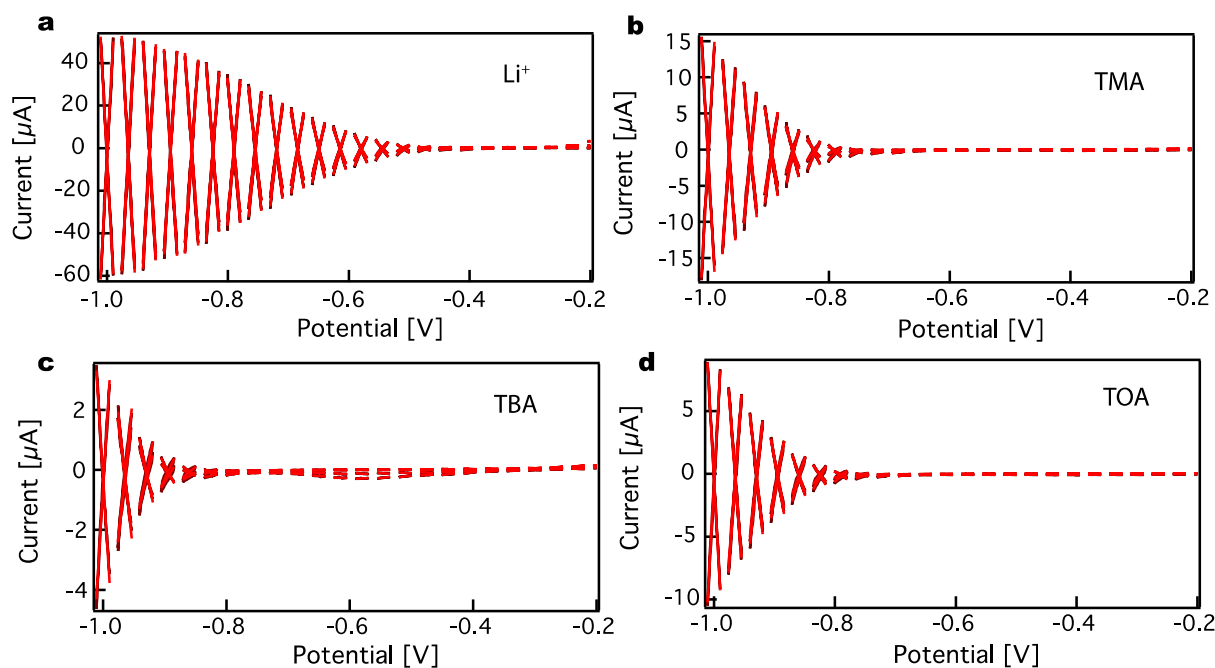 a
Li⁺
Current [µA]
40
20
0
-20
-40
-60
-1.0 -0.8 -0.6 -0.4 -0.2
Potential [V]
b
TMA
Current [µA]
15
10
5
0
-5
-10
-15
-1.0 -0.8 -0.6 -0.4 -0.2
Potential [V]
c
TBA
Current [µA]
2
0
-2
-4
-1.0 -0.8 -0.6 -0.4 -0.2
Potential [V]
d
TOA
Current [µA]
5
0
-5
-10
-1.0 -0.8 -0.6 -0.4 -0.2
Potential [V]